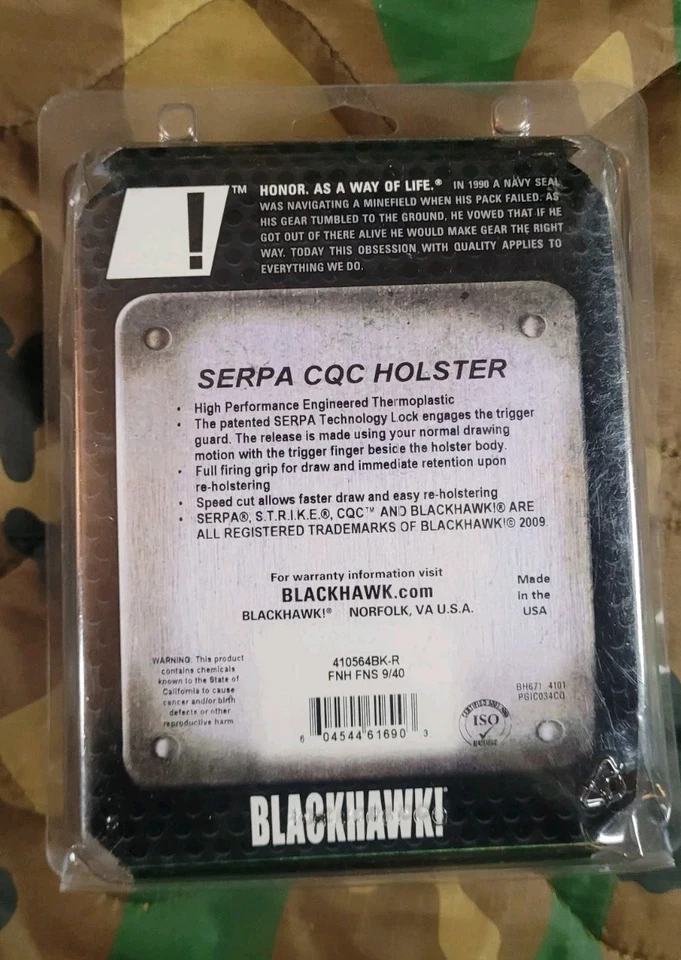 ! ™ HONOR. AS A WAY OF LIFE.® IN 1990 A NAVY SEAL
WAS NAVIGATING A MINEFIELD WHEN HIS PACK FAILED. AS
HIS GEAR TUMBLED TO THE GROUND, HE VOWED THAT IF HE
GOT OUT OF THERE ALIVE HE WOULD MAKE GEAR THE RIGHT
WAY. TODAY THIS OBSESSION WITH QUALITY APPLIES TO
EVERYTHING WE DO.
SERPA CQC HOLSTER
• High Performance Engineered Thermoplastic
• The patented SERPA Technology Lock engages the trigger
guard. The release is made using your normal drawing
motion with the trigger finger beside the holster body.
• Full firing grip for draw and immediate retention upon
re-holstering
• Speed cut allows faster draw and easy re-holstering
• SERPA®, S.T.R.I.K.E.®, CQC™ AND BLACKHAWK!® ARE
ALL REGISTERED TRADEMARKS OF BLACKHAWK!© 2009.
For warranty information visit
BLACKHAWK.com
BLACKHAWK!® NORFOLK, VA U.S.A.
Made
in the
USA
WARNING: This product
contains chemicals
known to the State of
California to cause
cancer and/or birth
defects or other
reproductive harm
410564BK-R
FNH FNS 9/40
6 04544 61690 3
BH671 4101
PGIC034CQ
ISO
BLACKHAWK!